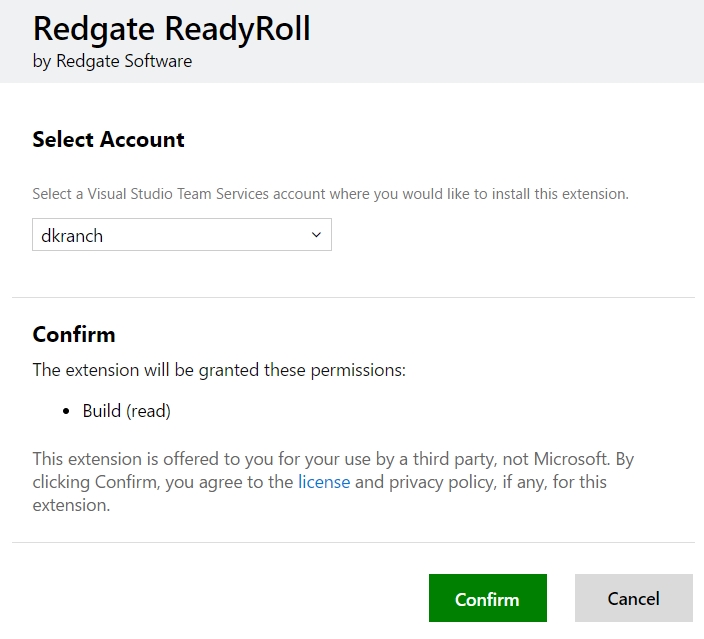 Redgate ReadyRoll
by Redgate Software
Select Account
Select a Visual Studio Team Services account where you would like to install this extension.
dkranch
Confirm
The extension will be granted these permissions:
• Build (read)
This extension is offered to you for your use by a third party, not Microsoft. By
clicking Confirm, you agree to the license and privacy policy, if any, for this
extension.
Confirm
Cancel